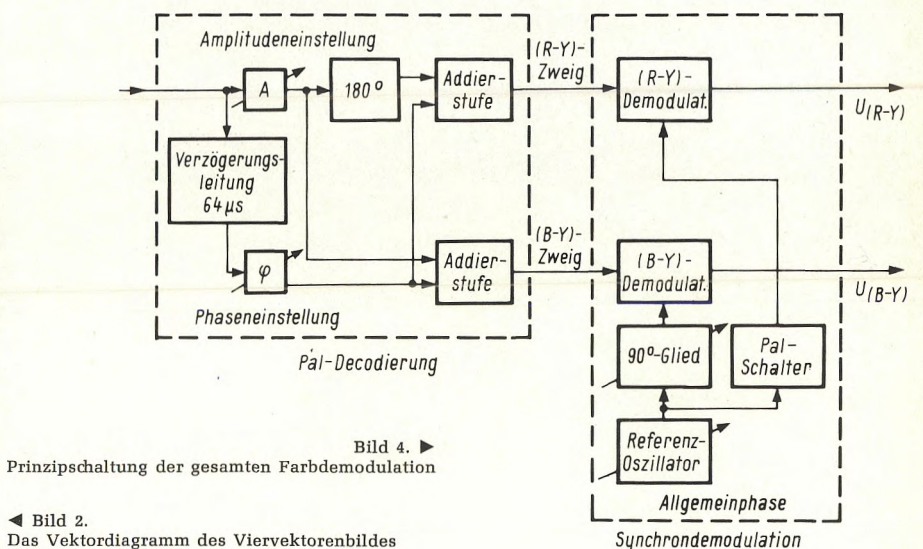 Amplitudeneinstellung
A
180°
Addier-
stufe
(R-Y)-
Zweig
(R-Y)-
Demodulat.
U(R-Y)
Verzögerungs-
leitung
64µs
φ
Phaseneinstellung
Addier-
stufe
(B-Y)-
Zweig
(B-Y)-
Demodulat.
U(B-Y)
Pal-Decodierung
90°-Glied
Pal-
Schalter
Referenz-
Oszillator
Allgemeinphase
Synchrondemodulation
Bild 4. ►
Prinzipschaltung der gesamten Farbdemodulation
◄ Bild 2.
Das Vektordiagramm des Viervektorenbildes